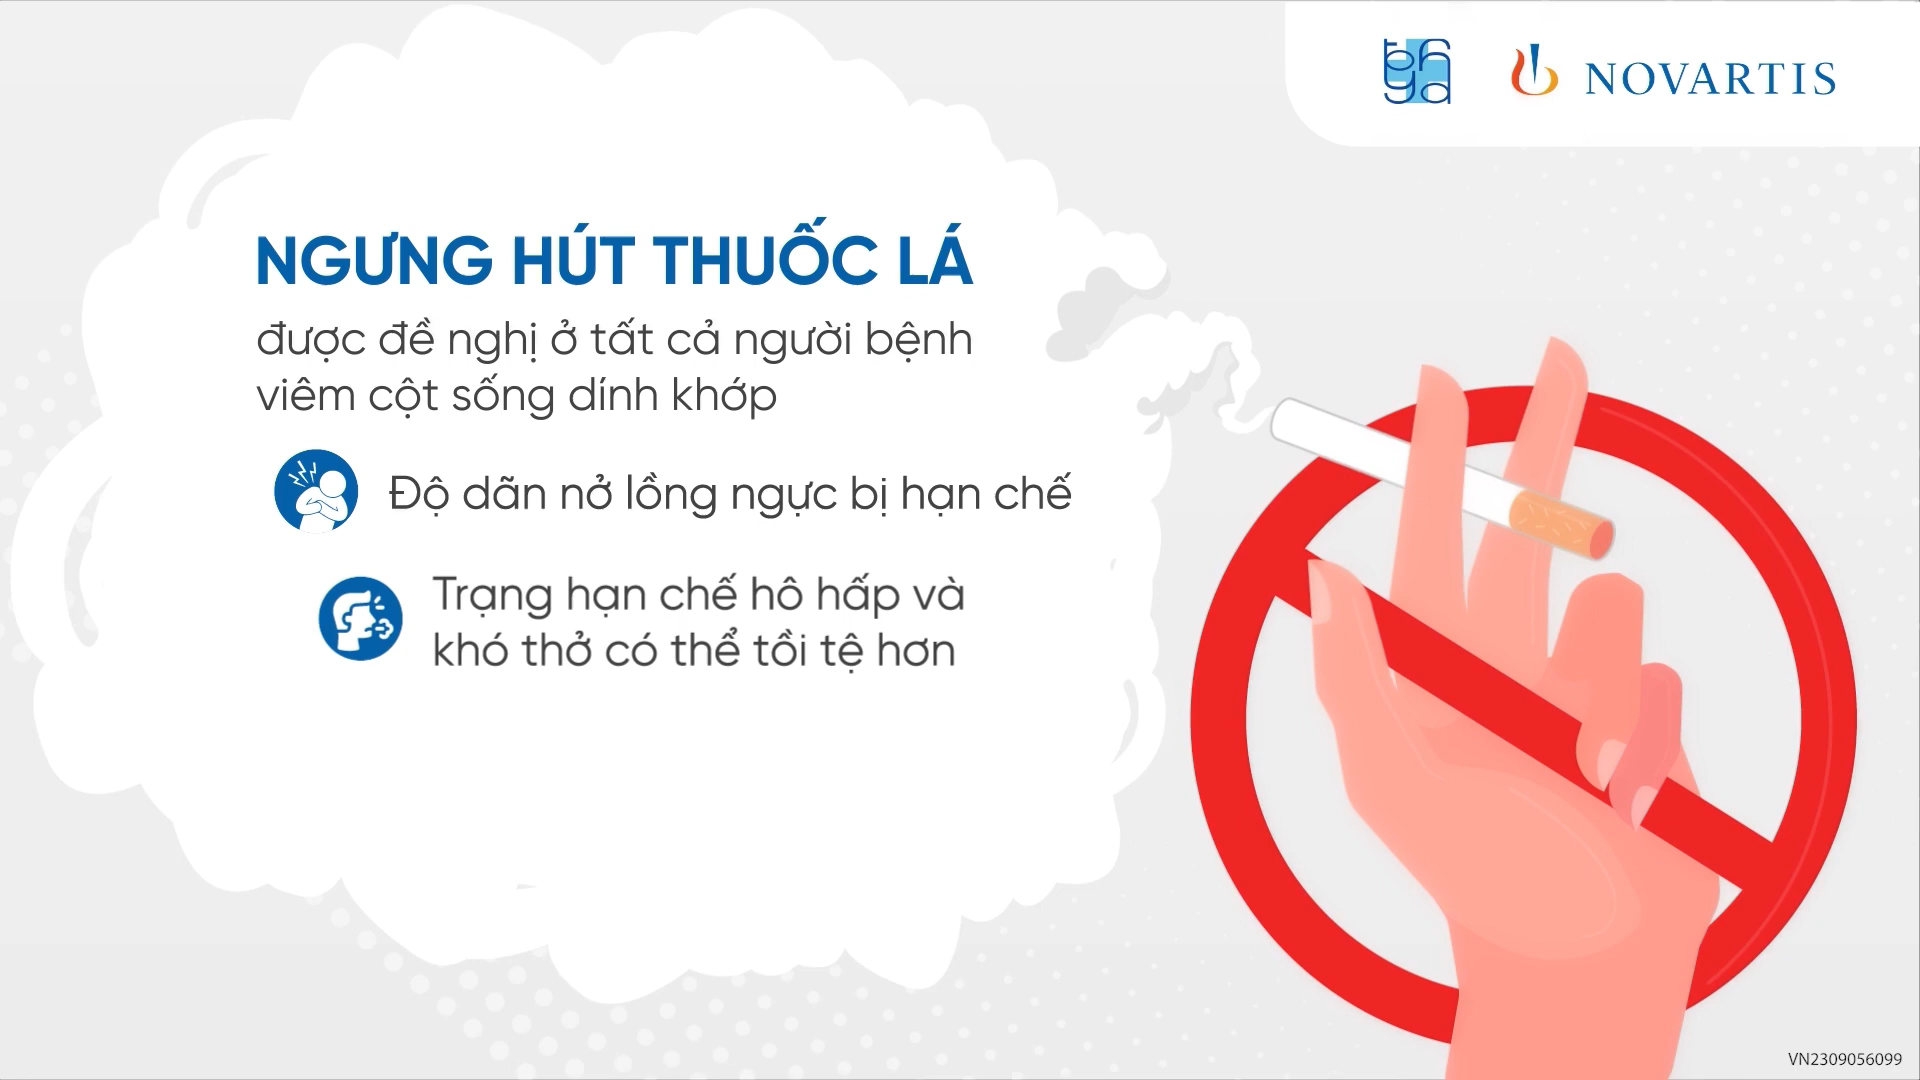 NOVARTIS
NGƯNG HÚT THUỐC LÁ
được đề nghị ở tất cả người bệnh
viêm cột sống dính khớp
Độ dãn nở lồng ngực bị hạn chế
Trạng hạn chế hô hấp và
khó thở có thể tồi tệ hơn
VN2309056099